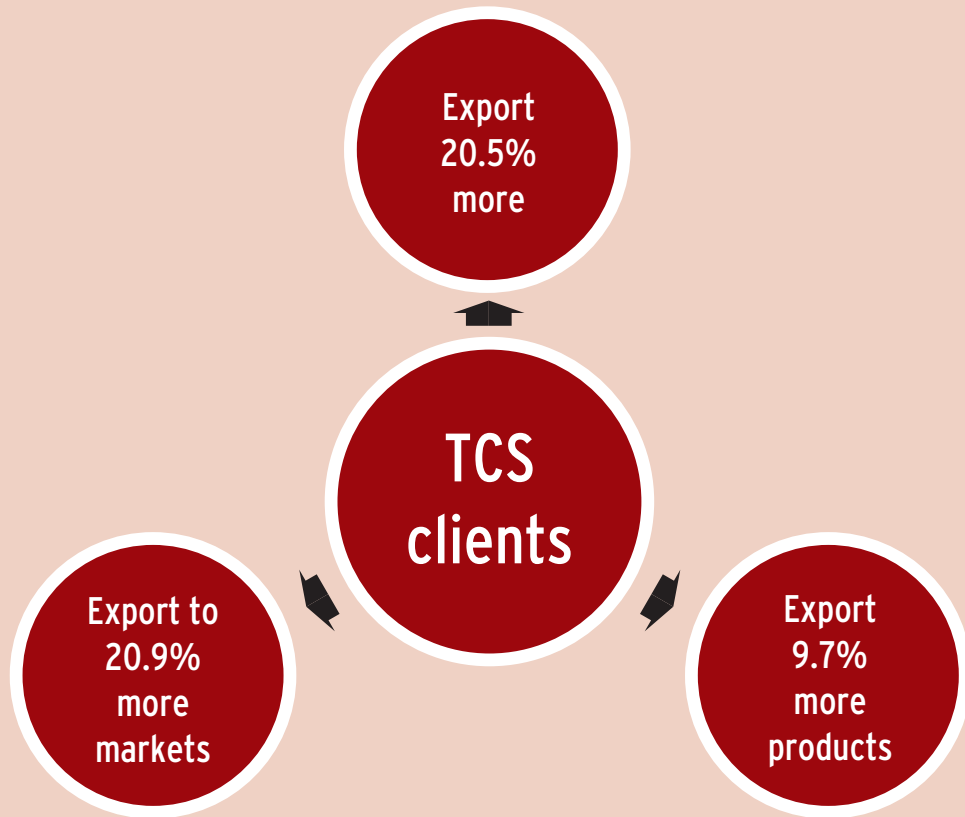 Export
20.5%
more
TCS
clients
Export to
20.9%
more
markets
Export
9.7%
more
products